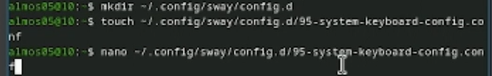 almos05@10:~$ mkdir ~/.config/sway/config.d
almos05@10:~$ touch ~/.config/sway/config.d/95-system-keyboard-config.co
nf
almos05@10:~$ nano ~/.config/sway/config.d/95-system-keyboard-config.con
f